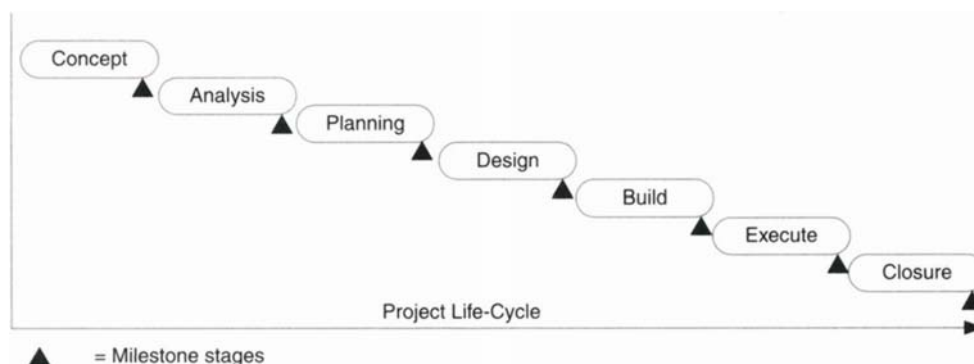 Concept
Analysis
Planning
Design
Build
Execute
Closure
Project Life-Cycle
= Milestone stages